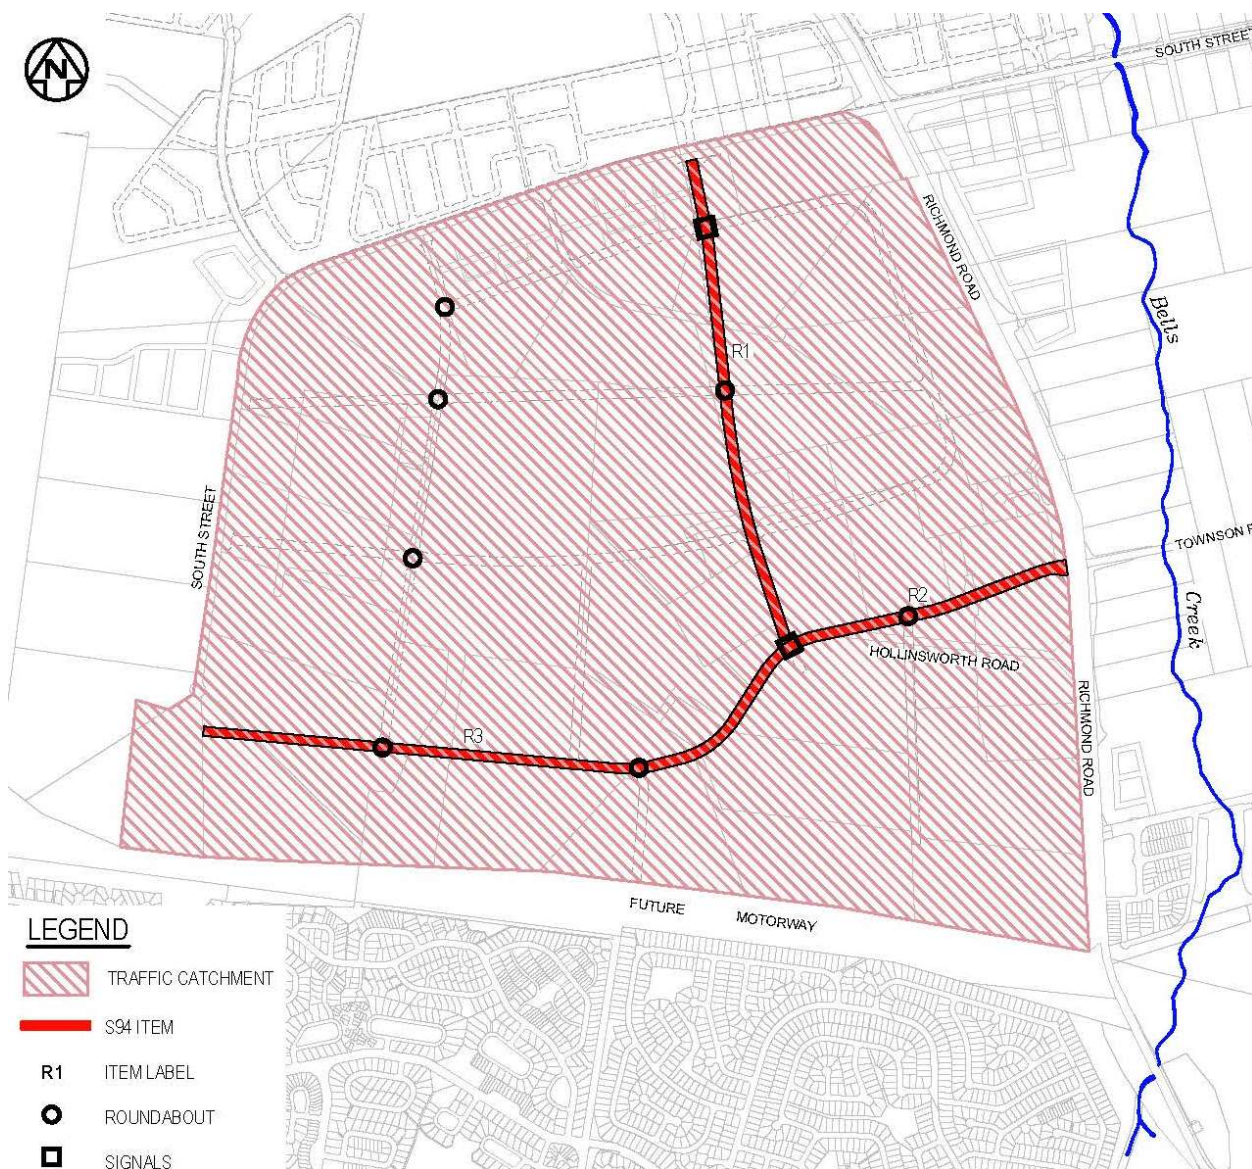 N
SOUTH STREET
RICHMOND ROAD
Bells
R1
SOUTH STREET
TOWNSON R
R2
Creek
HOLLINSWORTH ROAD
RICHMOND ROAD
R3
FUTURE MOTORWAY
LEGEND
TRAFFIC CATCHMENT
S94 ITEM
R1 ITEM LABEL
ROUNDABOUT
SIGNALS